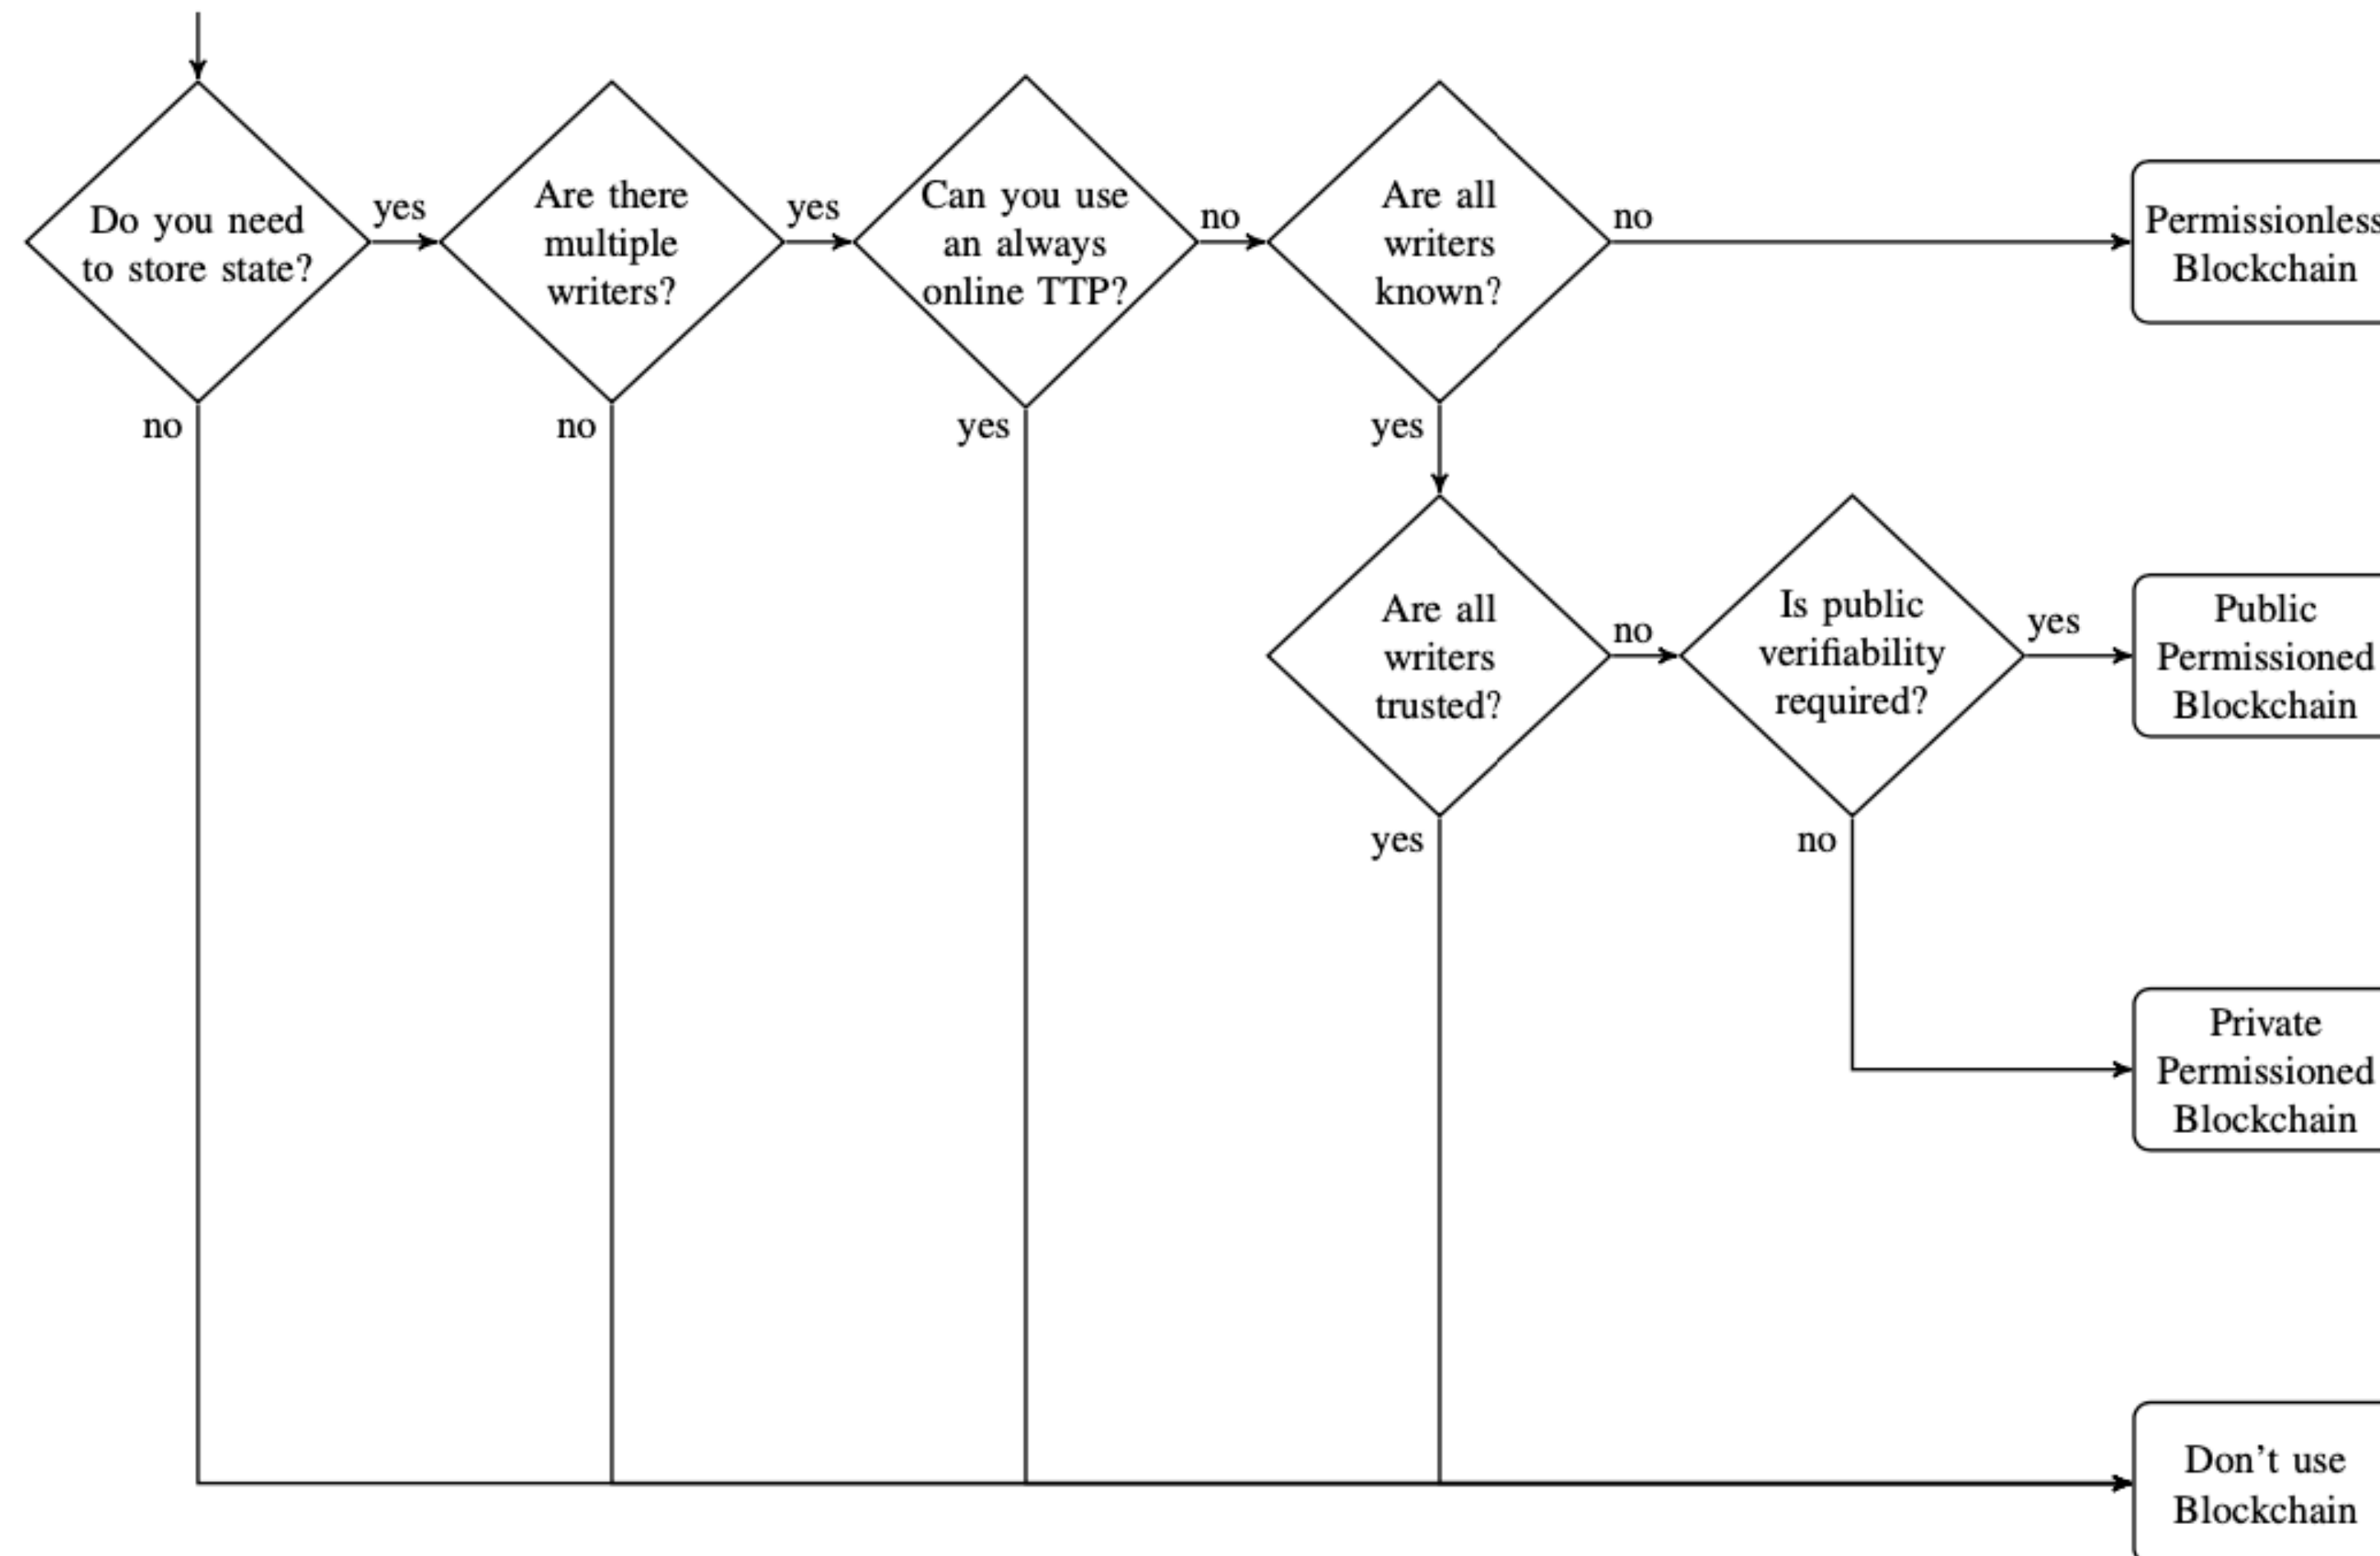 Do you need
to store state?
yes
Are there
multiple
writers?
yes
Can you use
an always
online TTP?
no
Are all
writers
known?
no
Permissionless
Blockchain
no
no
yes
yes
Are all
writers
trusted?
no
Is public
verifiability
required?
yes
Public
Permissioned
Blockchain
yes
no
Private
Permissioned
Blockchain
Don’t use
Blockchain